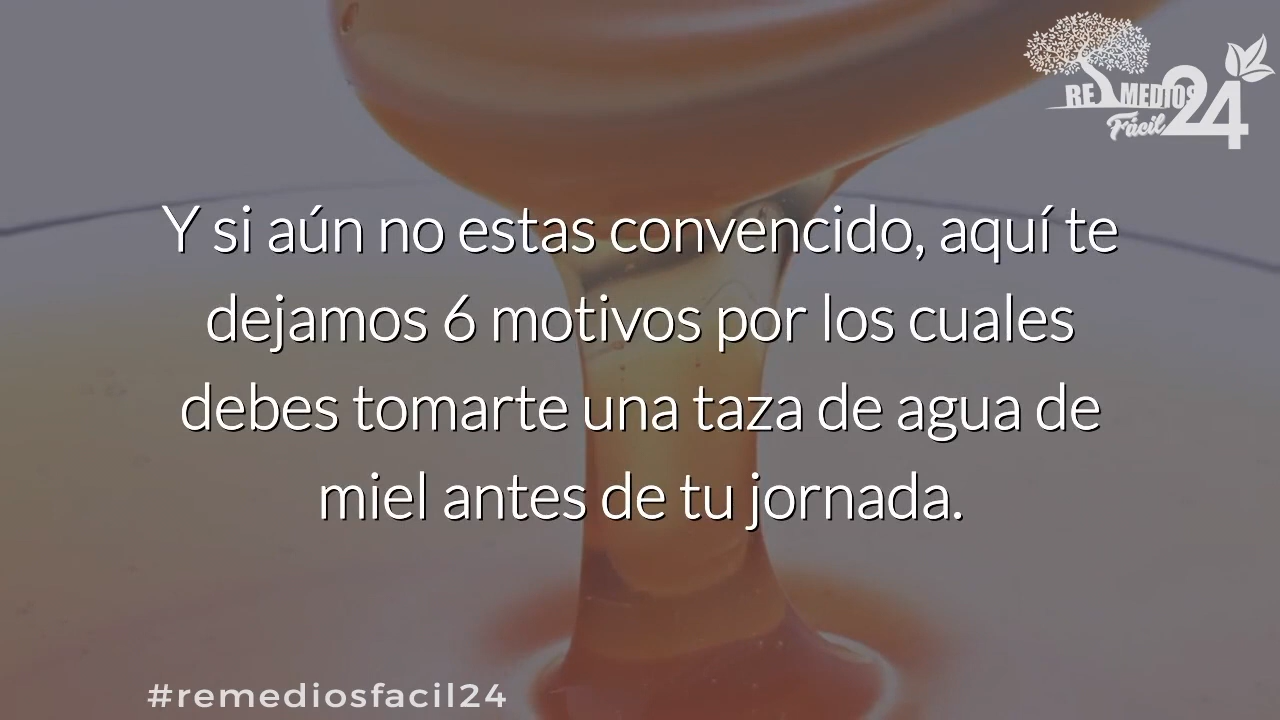 REMEDIOS
Fácil 24
Y si aún no estas convencido, aquí te
dejamos 6 motivos por los cuales
debes tomarte una taza de agua de
miel antes de tu jornada.
#remediosfacil24